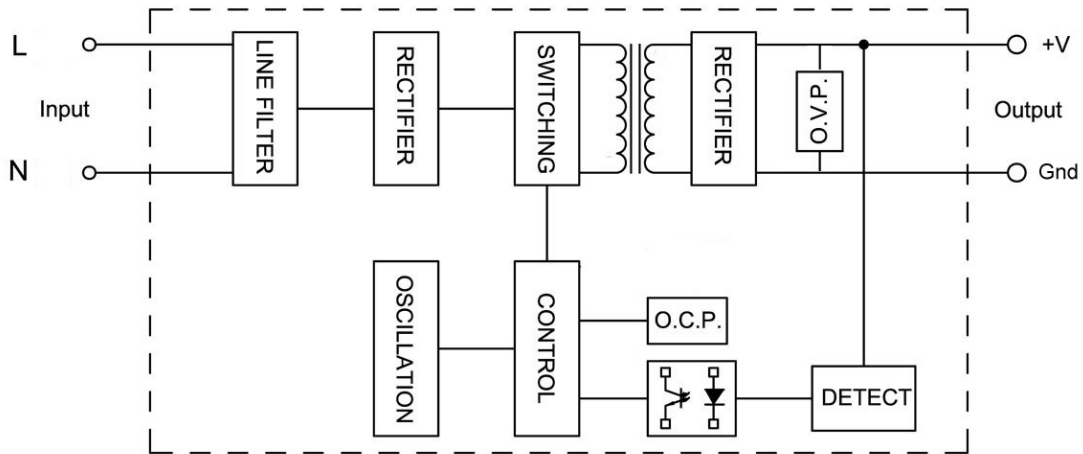 L
LINE FILTER
RECTIFIER
SWITCHING
RECTIFIER
O.V.P.
+V
Input
Output
N
Gnd
OSCILLATION
CONTROL
O.C.P.
DETECT